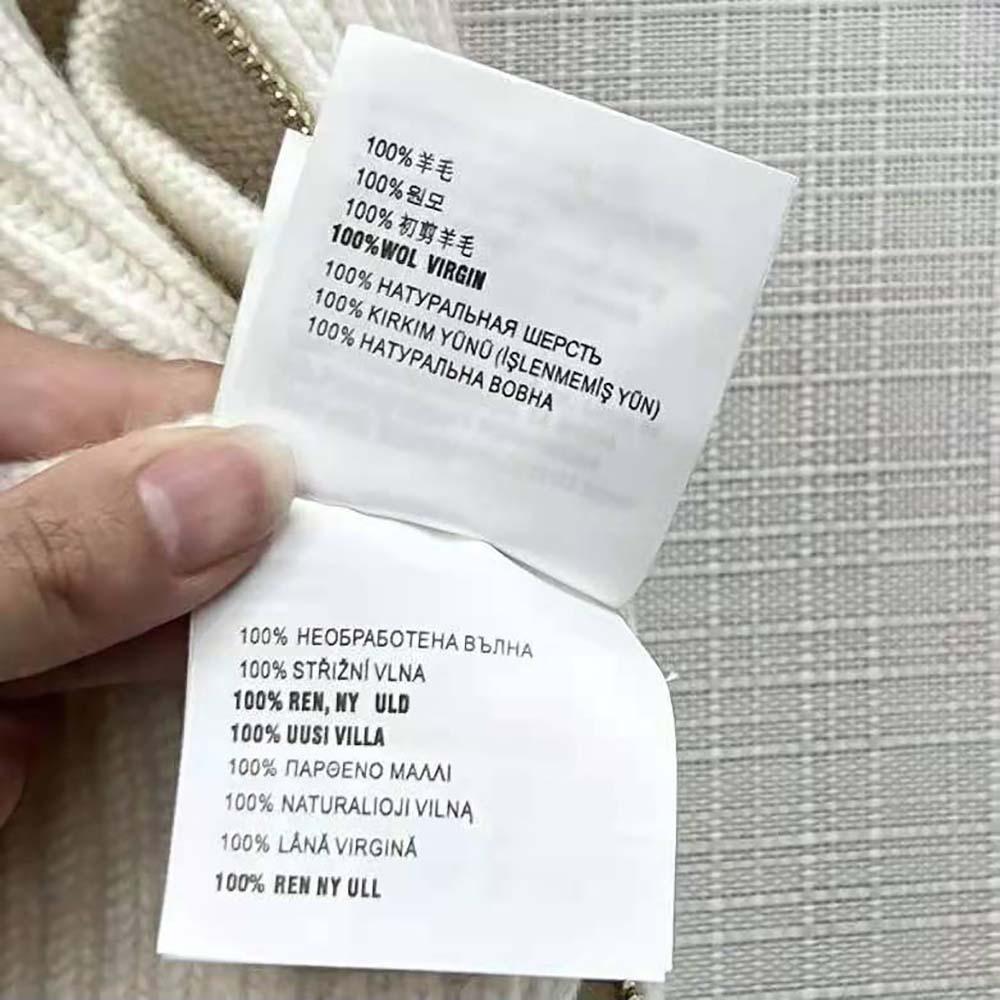 100%羊毛
100%원모
100%初剪羊毛
100%WOL VIRGIN
100% НАТУРАЛЬНАЯ ШЕРСТЬ
100% KIRKIM YŪNŪ (IŞLENMEMIŞ YŪN)
100% НАТУРАЛЬНА ВОВНА
100% НЕОБРАБОТЕНА ВЪЛНА
100% STŘIŽNÍ VLNA
100% REN, NY ULD
100% UUSI VILLA
100% ΠΑΡΘΕΝΟ ΜΑΛΛΙ
100% NATURALIOJI VILNĄ
100% LÂNĂ VIRGINĂ
100% REN NY ULL